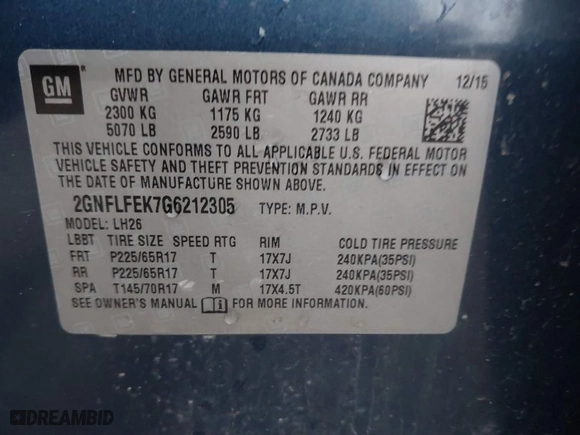 GM
MFD BY GENERAL MOTORS OF CANADA COMPANY 12/15
GVWR GAWR FRT GAWR RR
2300 KG 1175 KG 1240 KG
5070 LB 2590 LB 2733 LB
THIS VEHICLE CONFORMS TO ALL APPLICABLE U.S. FEDERAL MOTOR
VEHICLE SAFETY AND THEFT PREVENTION STANDARDS IN EFFECT ON
THE DATE OF MANUFACTURE SHOWN ABOVE.
2GNFLFEK7G6212305 TYPE: M.P.V.
MODEL: LH26
LBBT TIRE SIZE SPEED RTG RIM COLD TIRE PRESSURE
FRT P225/65R17 T 17X7J 240KPA(35PSI)
RR P225/65R17 T 17X7J 240KPA(35PSI)
SPA T145/70R17 M 17X4.5T 420KPA(60PSI)
SEE OWNER'S MANUAL FOR MORE INFORMATION.
DREAMBID